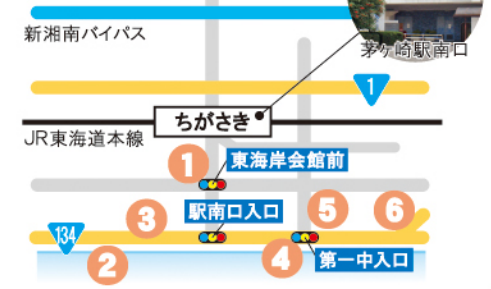 新湘南バイパス
茅ヶ崎駅南口
1
ちがさき
JR東海道本線
1
東海岸会館前
3
駅南口入口
5
6
134
2
4
第一中入口